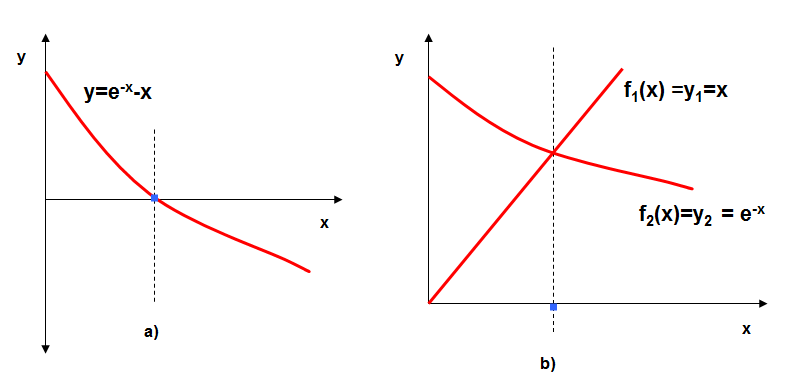 y
y=e-x-x
x
a)
y
f1(x) =y1=x
f2(x)=y2 = e-x
x
b)